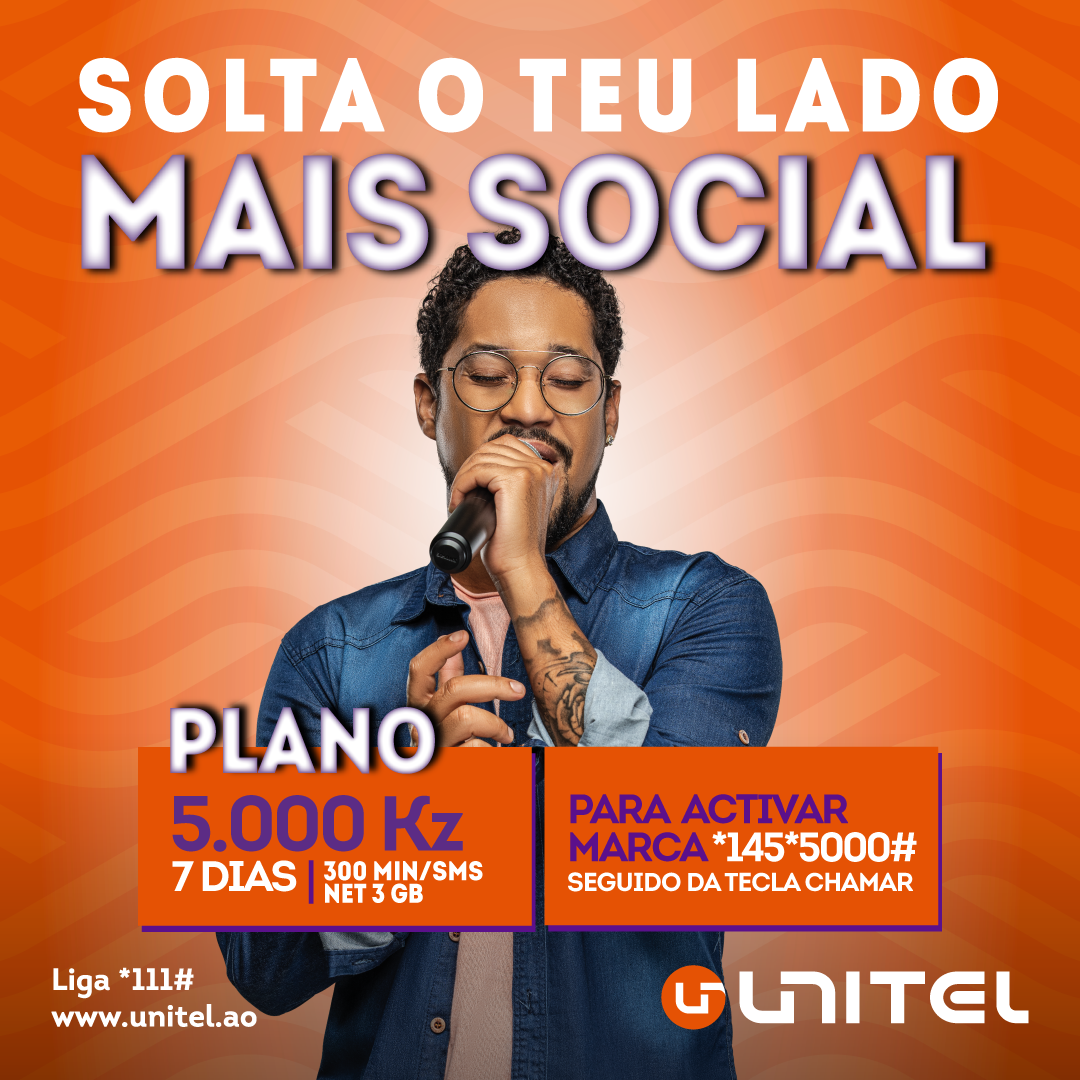 SOLTA O TEU LADO
MAIS SOCIAL
PLANO
5.000 Kz
7 DIAS
300 MIN/SMS
NET 3 GB
PARA ACTIVAR
MARCA *145*5000#
SEGUIDO DA TECLA CHAMAR
Liga *111#
www.unitel.ao
UNITEL